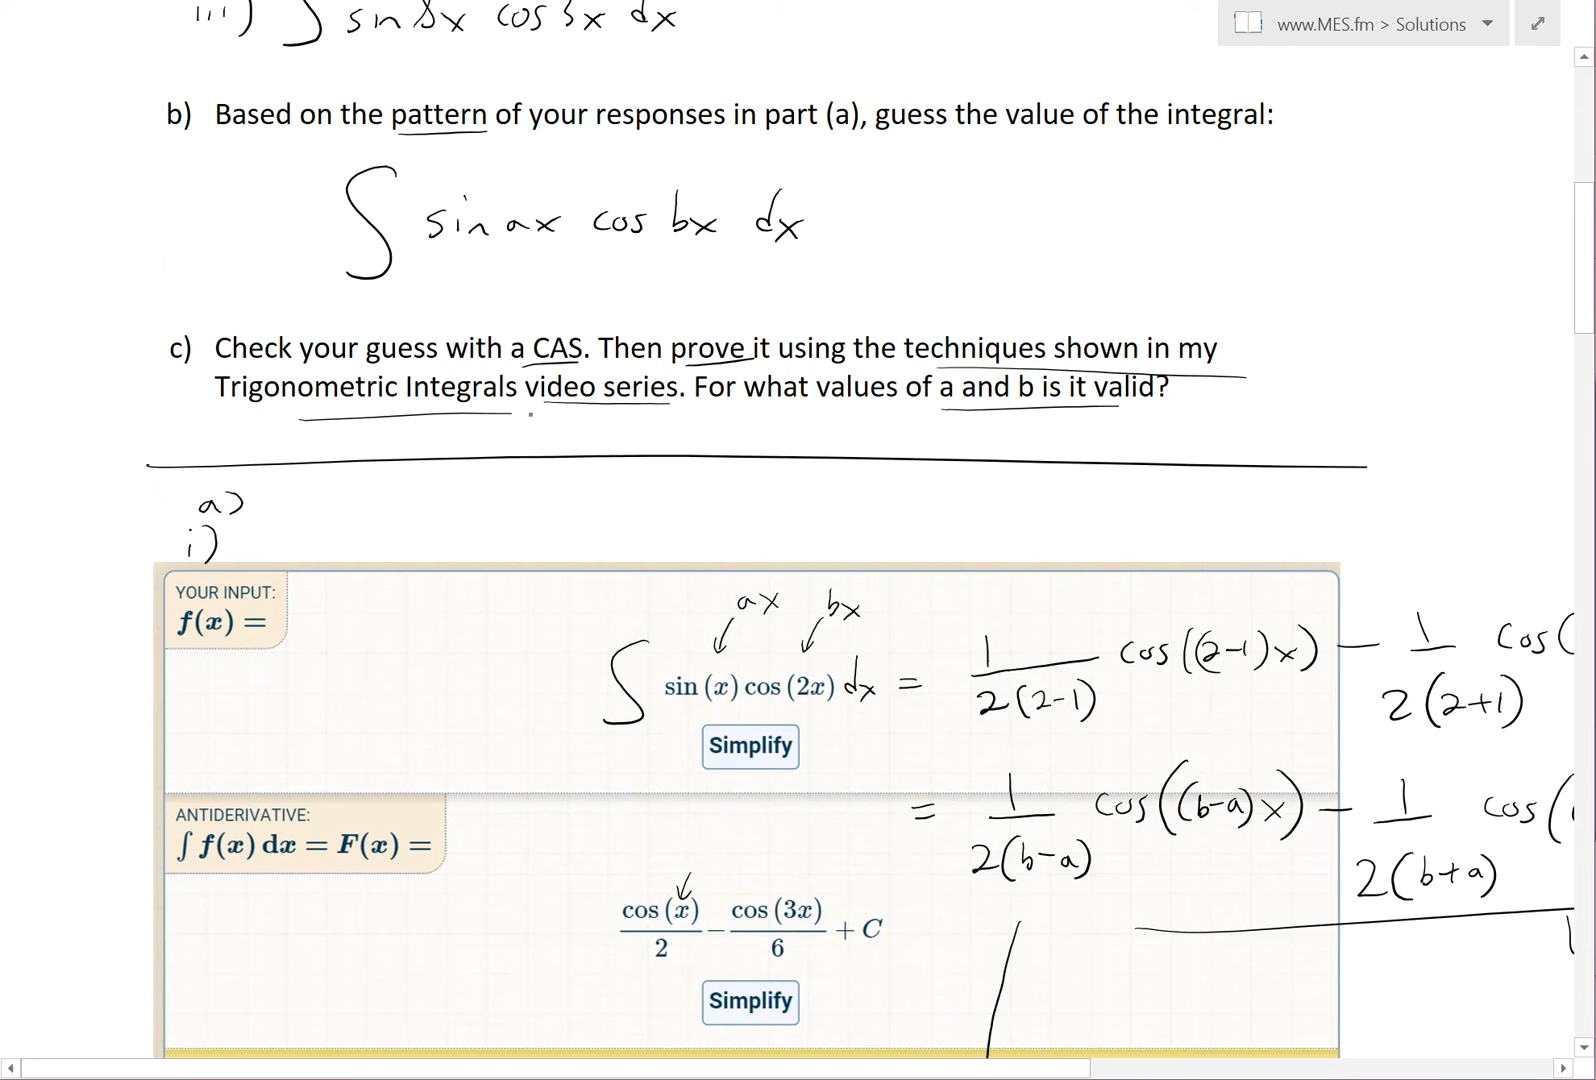 iii) ∫ sin 8x cos 3x dx
www.MES.fm > Solutions
b) Based on the pattern of your responses in part (a), guess the value of the integral:
∫ sin ax cos bx dx
c) Check your guess with a CAS. Then prove it using the techniques shown in my
Trigonometric Integrals video series. For what values of a and b is it valid?
a)
i)
YOUR INPUT:
f(x) =
ax bx
∫ sin (x) cos (2x) dx = 1/2(2-1) cos((2-1)x) - 1/2(2+1) cos(
Simplify
= 1/2(b-a) cos((b-a)x) - 1/2(b+a) cos(
ANTIDERIVATIVE:
∫ f(x) dx = F(x) =
cos (x)/2 − cos (3x)/6 + C
Simplify